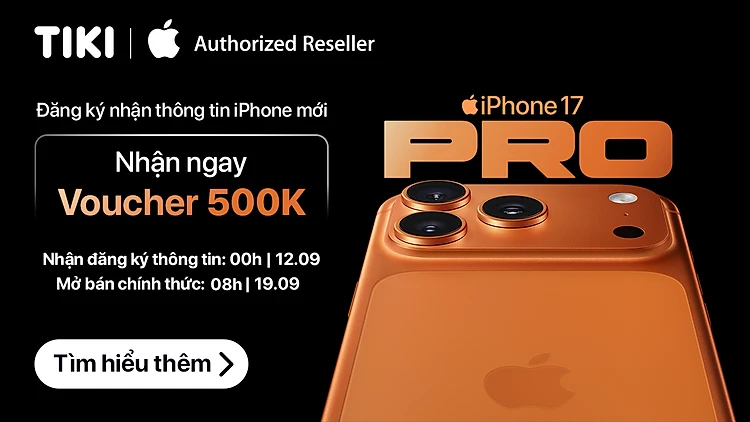 TIKI | Authorized Reseller
Đăng ký nhận thông tin iPhone mới
Nhận ngay
Voucher 500K
Nhận đăng ký thông tin: 00h | 12.09
Mở bán chính thức: 08h | 19.09
Tìm hiểu thêm
iPhone 17
PRO